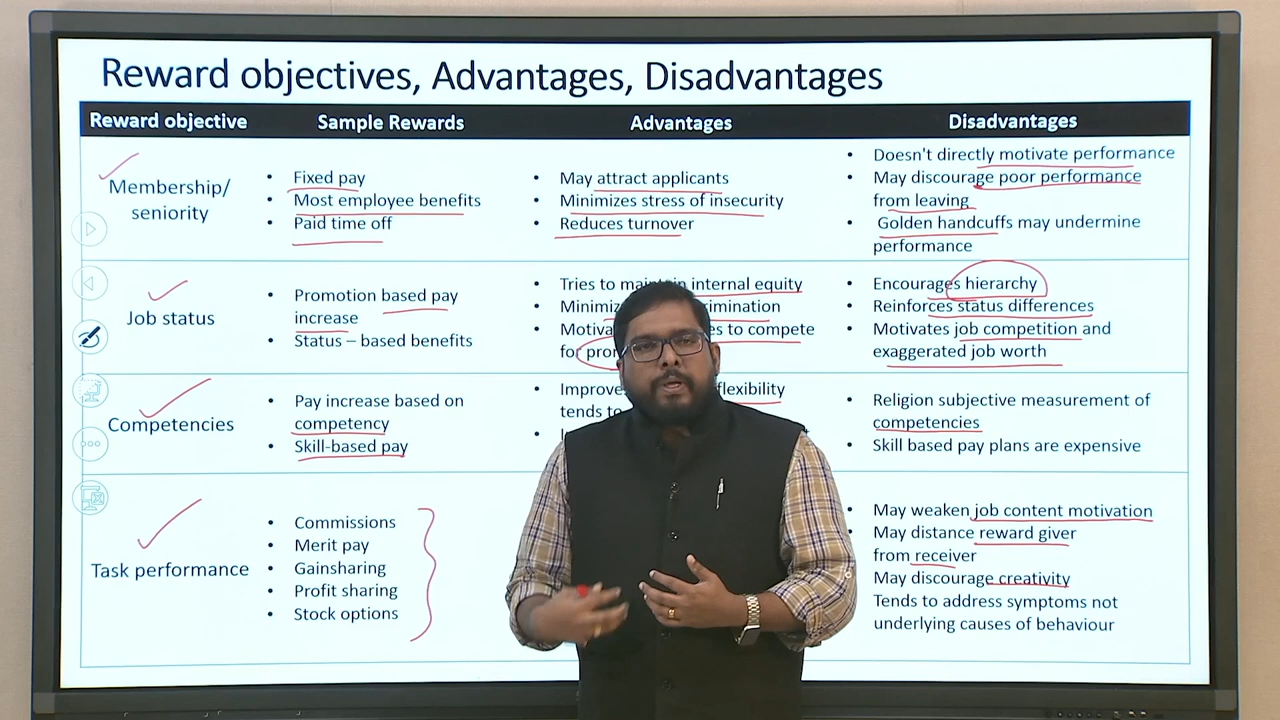 Reward objectives, Advantages, Disadvantages
Reward objective
Sample Rewards
Advantages
Disadvantages
Membership/
seniority
• Fixed pay
• Most employee benefits
• Paid time off
• May attract applicants
• Minimizes stress of insecurity
• Reduces turnover
• Doesn't directly motivate performance
• May discourage poor performance
from leaving
• Golden handcuffs may undermine
performance
Job status
• Promotion based pay
increase
• Status – based benefits
• Tries to maintain internal equity
• 
• to compete
for
• Encourages hierarchy
• Reinforces status differences
• Motivates job competition and
exaggerated job worth
Competencies
• Pay increase based on
competency
• Skill-based pay
• flexibility
tends to
• Religion subjective measurement of
competencies
• Skill based pay plans are expensive
Task performance
• Commissions
• Merit pay
• Gainsharing
• Profit sharing
• Stock options
• May weaken job content motivation
• May distance reward giver
from receiver
• May discourage creativity
Tends to address symptoms not
underlying causes of behaviour